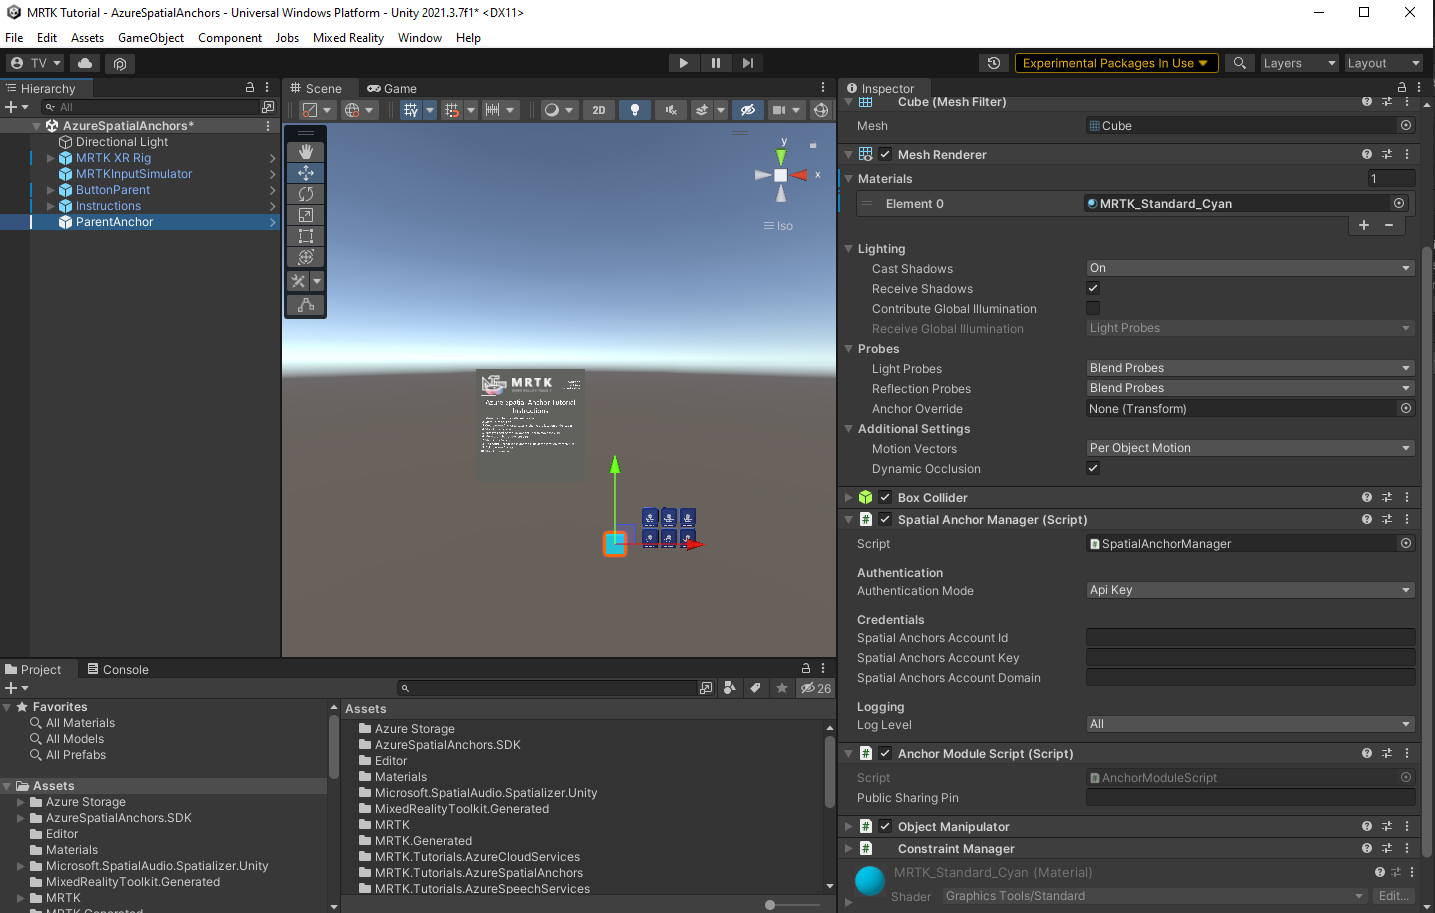 MRTK Tutorial - AzureSpatialAnchors - Universal Windows Platform - Unity 2021.3.7f1* <DX11>
File Edit Assets GameObject Component Jobs Mixed Reality Window Help
TV
Experimental Packages In Use
Layers
Layout
Hierarchy
All
AzureSpatialAnchors*
Directional Light
MRTK XR Rig
MRTKInputSimulator
ButtonParent
Instructions
ParentAnchor
Scene
Game
2D
y
x
Iso
MRTK
Azure Spatial Anchor Tutorial
Instructions
Inspector
Cube (Mesh Filter)
Mesh Cube
Mesh Renderer
Materials 1
Element 0 MRTK_Standard_Cyan
Lighting
Cast Shadows On
Receive Shadows
Contribute Global Illumination
Receive Global Illumination Light Probes
Probes
Light Probes Blend Probes
Reflection Probes Blend Probes
Anchor Override None (Transform)
Additional Settings
Motion Vectors Per Object Motion
Dynamic Occlusion
Box Collider
Spatial Anchor Manager (Script)
Script SpatialAnchorManager
Authentication
Authentication Mode Api Key
Credentials
Spatial Anchors Account Id
Spatial Anchors Account Key
Spatial Anchors Account Domain
Logging
Log Level All
Anchor Module Script (Script)
Script AnchorModuleScript
Public Sharing Pin
Object Manipulator
Constraint Manager
MRTK_Standard_Cyan (Material)
Shader Graphics Tools/Standard Edit...
Project
Console
26
Favorites
All Materials
All Models
All Prefabs
Assets
Azure Storage
AzureSpatialAnchors.SDK
Editor
Materials
Microsoft.SpatialAudio.Spatializer.Unity
MixedRealityToolkit.Generated
MRTK
MRTK.Generated
Assets
Azure Storage
AzureSpatialAnchors.SDK
Editor
Materials
Microsoft.SpatialAudio.Spatializer.Unity
MixedRealityToolkit.Generated
MRTK
MRTK.Generated
MRTK.Tutorials.AzureCloudServices
MRTK.Tutorials.AzureSpatialAnchors
MRTK.Tutorials.AzureSpeechServices